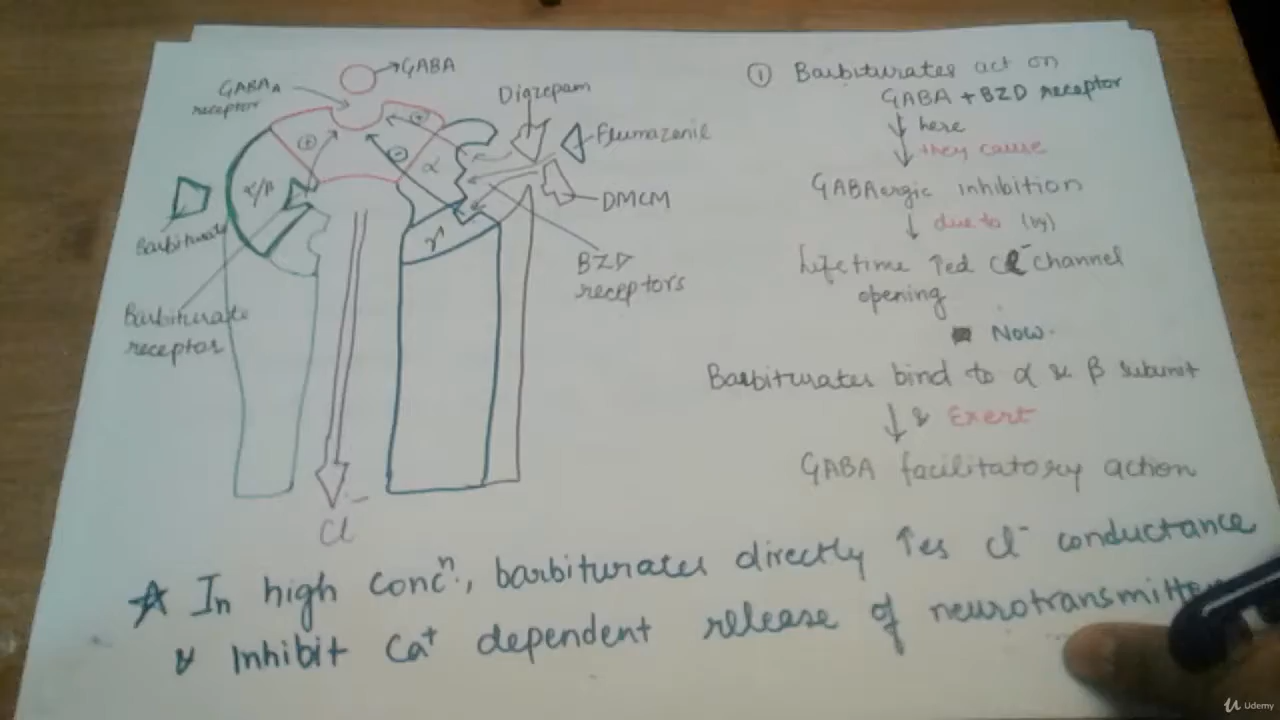 GABA
GABAA
receptor
Diazepam
Flumazenil
DMCM
α/β
α
γ
Barbiturate
Barbiturate
receptor
BZD
receptors
Cl-
① Barbiturates act on
GABA + BZD receptor
↓ here
↓ they cause
GABAergic inhibition
↓ due to (by)
Lifetime ↑ed Cl- channel
opening
Now.
Barbiturates bind to α & β subunit
↓ & Exert
GABA facilitatory action
☆ In high concn., barbiturates directly ↑es Cl- conductance
& inhibit Ca+ dependent release of neurotransmitter
Udemy